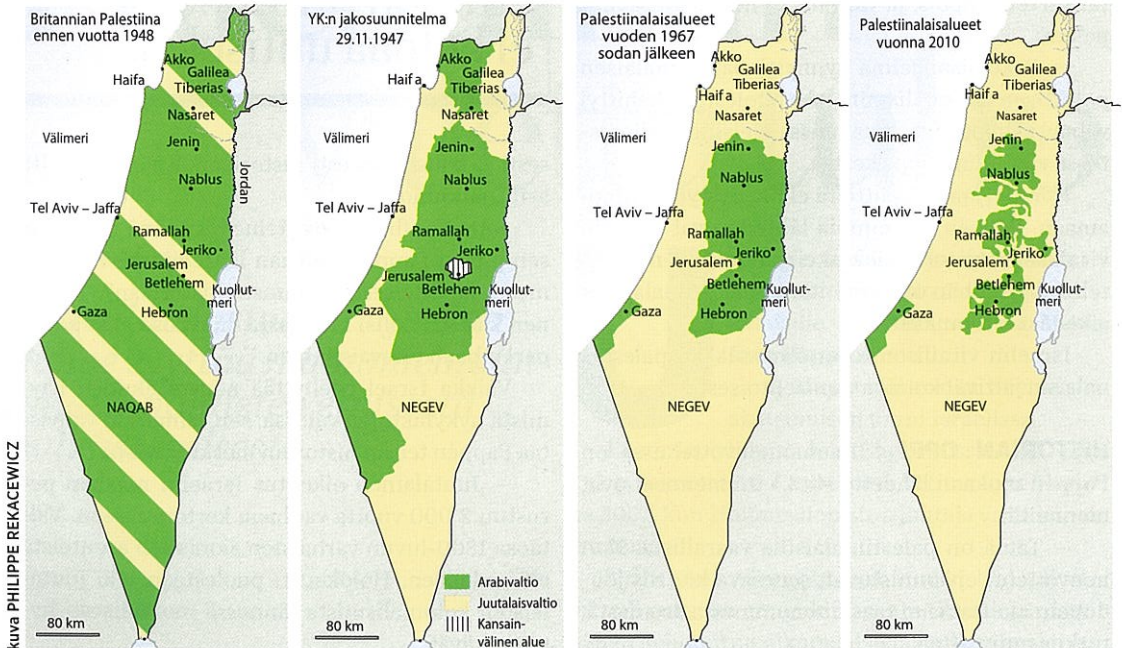 Britannian Palestiina
ennen vuotta 1948
Akko
Galilea
Haifa
Tiberias
Nasaret
Välimeri
Jenin
Jordan
Nablus
Tel Aviv – Jaffa
Ramallah
Jeriko
Jerusalem
Betlehem
Kuollut-
meri
Gaza
Hebron
NAQAB
80 km
kuva PHILIPPE REKACEWICZ
YK:n jakosuunnitelma
29.11.1947
Akko
Galilea
Haifa
Tiberias
Nasaret
Välimeri
Jenin
Nablus
Tel Aviv – Jaffa
Ramallah
Jeriko
Jerusalem
Betlehem
Kuollut-
meri
Gaza
Hebron
NEGEV
Arabivaltio
Juutalaisvaltio
Kansain-
välinen alue
80 km
Palestiinalaisalueet
vuoden 1967
sodan jälkeen
Akko
Galilea
Haifa
Tiberias
Nasaret
Välimeri
Jenin
Nablus
Tel Aviv – Jaffa
Ramallah
Jeriko
Jerusalem
Betlehem
Kuollut-
meri
Gaza
Hebron
NEGEV
80 km
Palestiinalaisalueet
vuonna 2010
Akko
Galilea
Haifa
Tiberias
Nasaret
Välimeri
Jenin
Nablus
Tel Aviv – Jaffa
Ramallah
Jeriko
Jerusalem
Betlehem
Kuollut-
meri
Gaza
Hebron
NEGEV
80 km